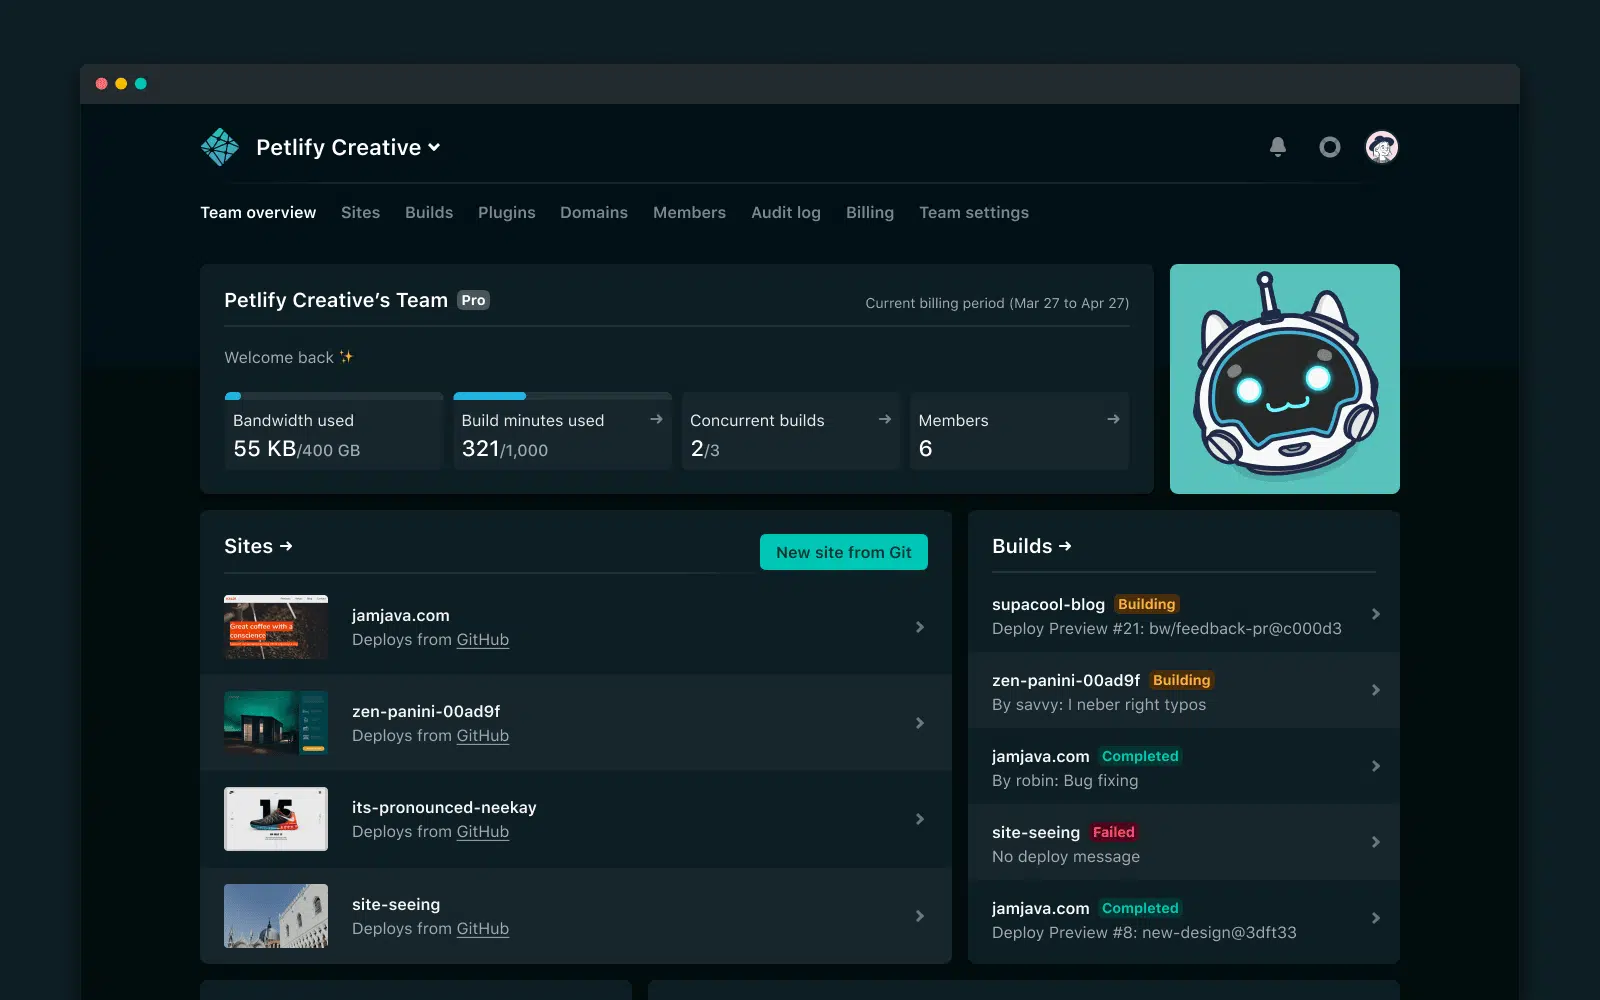 Petlify Creative
Team overview Sites Builds Plugins Domains Members Audit log Billing Team settings
Petlify Creative’s Team Pro
Current billing period (Mar 27 to Apr 27)
Welcome back ✨
Bandwidth used
55 KB/400 GB
Build minutes used →
321/1,000
Concurrent builds →
2/3
Members →
6
Sites →
New site from Git
Great coffee with a
conscience
jamjava.com
Deploys from GitHub
zen-panini-00ad9f
Deploys from GitHub
15
its-pronounced-neekay
Deploys from GitHub
site-seeing
Deploys from GitHub
Builds →
supacool-blog Building
Deploy Preview #21: bw/feedback-pr@c000d3
zen-panini-00ad9f Building
By savvy: I neber right typos
jamjava.com Completed
By robin: Bug fixing
site-seeing Failed
No deploy message
jamjava.com Completed
Deploy Preview #8: new-design@3dft33